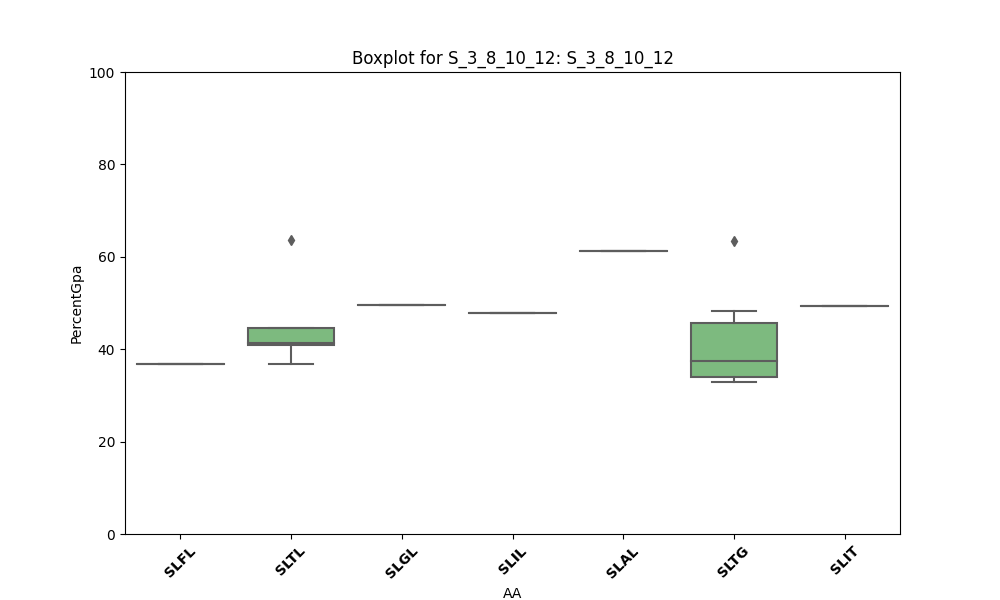 Boxplot for S_3_8_10_12: S_3_8_10_12
100
80
60
40
20
0
PercentGpa
SLFL
SLTL
SLGL
SLIL
SLAL
SLTG
SLIT
AA